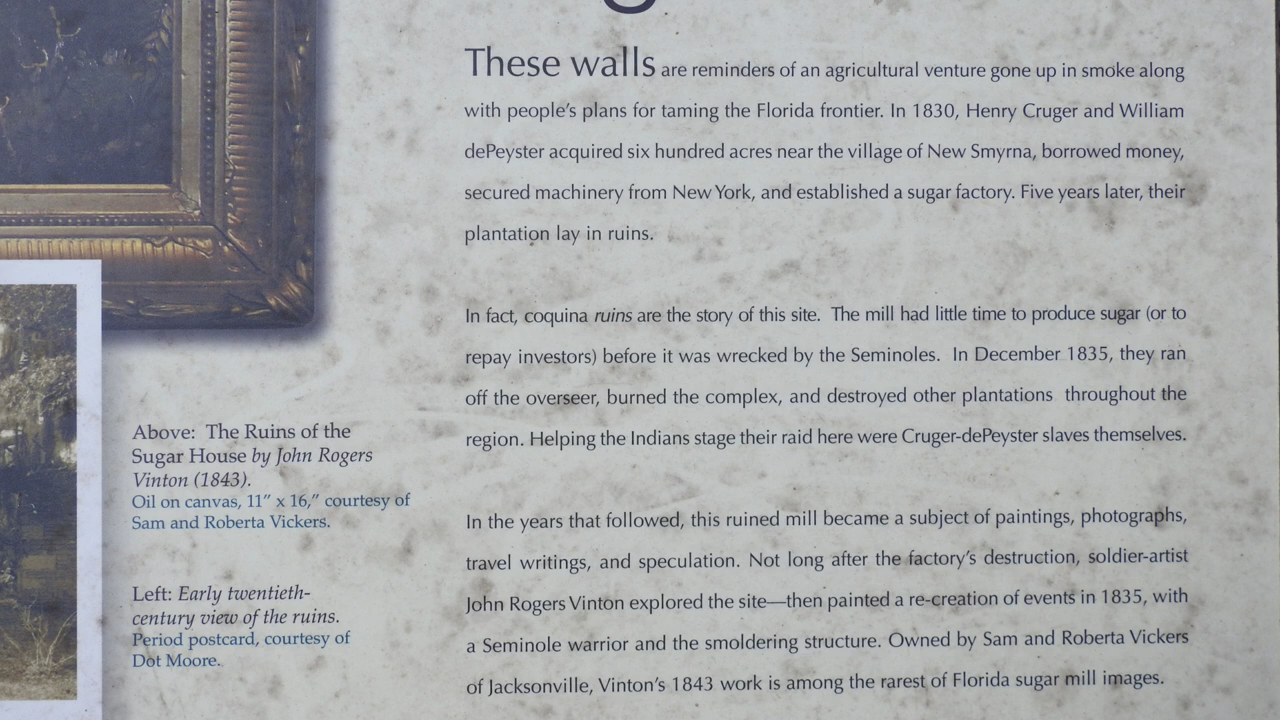 These walls are reminders of an agricultural venture gone up in smoke along
with people's plans for taming the Florida frontier. In 1830, Henry Cruger and William
dePeyster acquired six hundred acres near the village of New Smyrna, borrowed money,
secured machinery from New York, and established a sugar factory. Five years later, their
plantation lay in ruins.
In fact, coquina ruins are the story of this site. The mill had little time to produce sugar (or to
repay investors) before it was wrecked by the Seminoles. In December 1835, they ran
off the overseer, burned the complex, and destroyed other plantations throughout the
region. Helping the Indians stage their raid here were Cruger-dePeyster slaves themselves.
In the years that followed, this ruined mill became a subject of paintings, photographs,
travel writings, and speculation. Not long after the factory's destruction, soldier-artist
John Rogers Vinton explored the site—then painted a re-creation of events in 1835, with
a Seminole warrior and the smoldering structure. Owned by Sam and Roberta Vickers
of Jacksonville, Vinton's 1843 work is among the rarest of Florida sugar mill images.
Above: The Ruins of the
Sugar House by John Rogers
Vinton (1843).
Oil on canvas, 11” x 16,” courtesy of
Sam and Roberta Vickers.
Left: Early twentieth-
century view of the ruins.
Period postcard, courtesy of
Dot Moore.